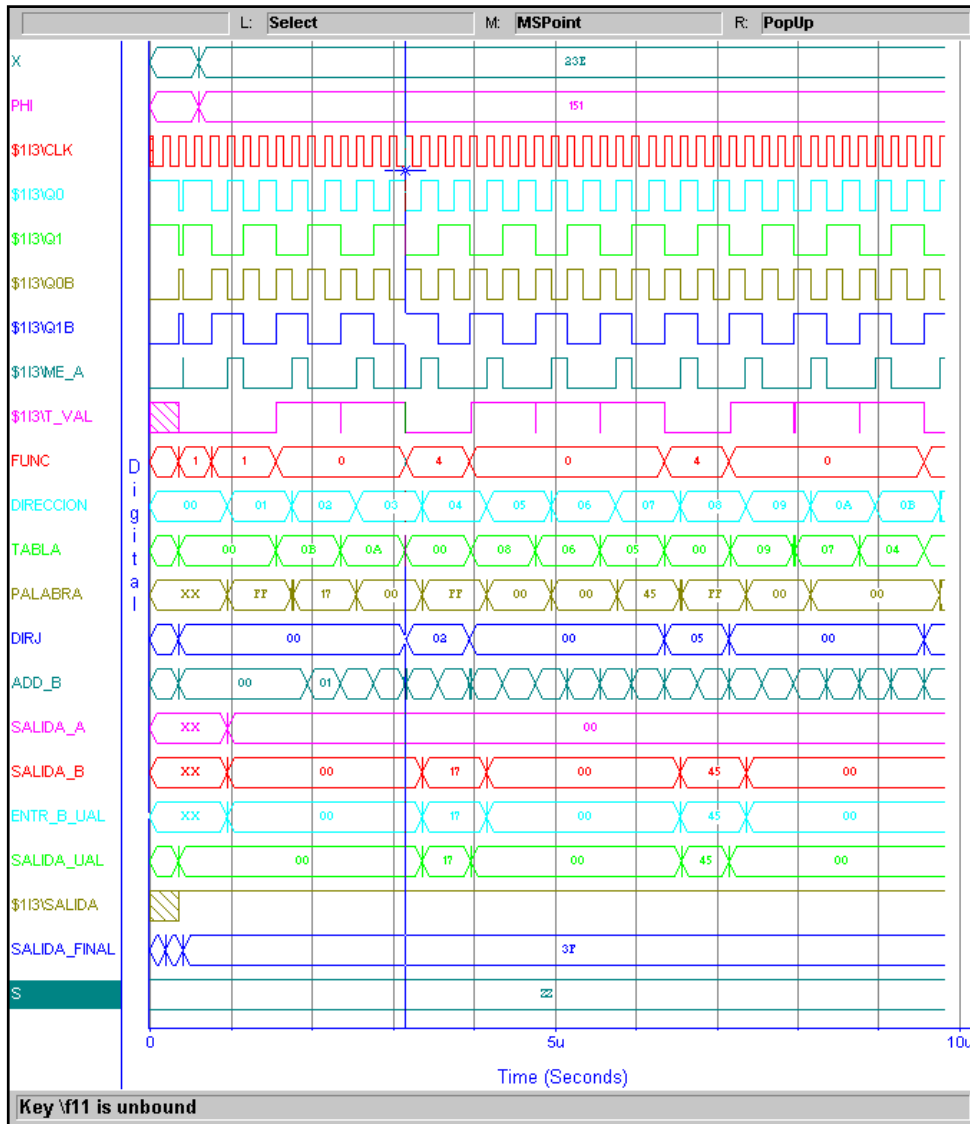 L: Select M: MSPoint R: PopUp
X 23E
PHI 151
$1I3\CLK
$1I3\Q0
$1I3\Q1
$1I3\Q0B
$1I3\Q1B
$1I3\ME_A
$1I3\T_VAL
FUNC 1 1 0 4 0 4 0
DIRECCION 00 01 02 03 04 05 06 07 08 09 0A 0B
TABLA 00 0B 0A 00 08 06 05 00 09 07 04
PALABRA XX FF 17 00 FF 00 00 45 FF 00 00
DIRJ 00 02 00 05 00
ADD_B 00 01
SALIDA_A XX 00
SALIDA_B XX 00 17 00 45 00
ENTR_B_UAL XX 00 17 00 45 00
SALIDA_UAL 00 17 00 45 00
$1I3\SALIDA
SALIDA_FINAL 3F
S ZZ
Digital
0 5u 10u
Time (Seconds)
Key \f11 is unbound